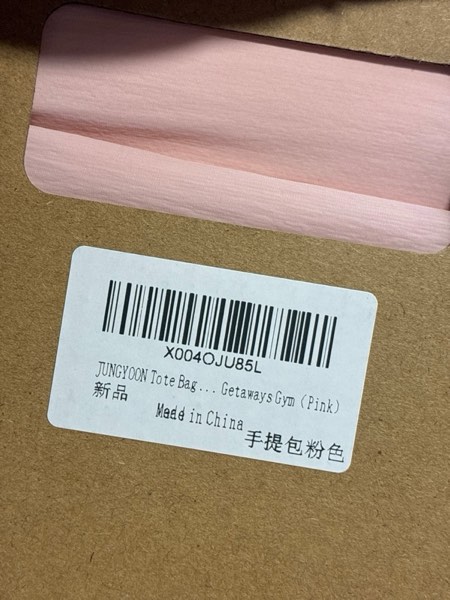 X004OJU85L
JUNGYOON Tote Bag... Getaways Gym (Pink)
新品
Made in China
手提包粉色